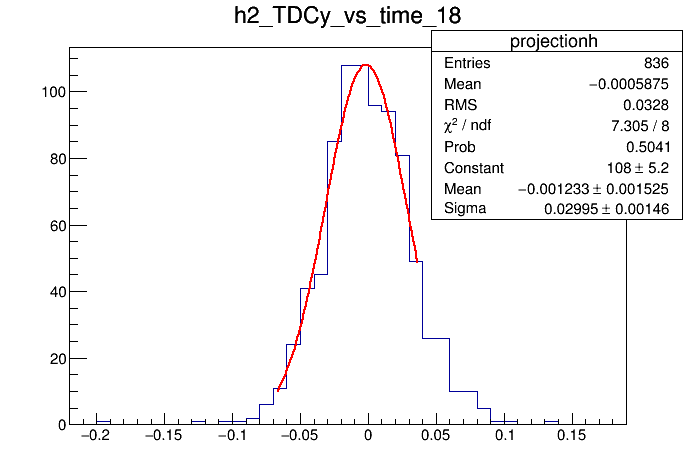 h2_TDCy_vs_time_18
projectionh
Entries 836
Mean −0.0005875
RMS 0.0328
χ² / ndf 7.305 / 8
Prob 0.5041
Constant 108 ± 5.2
Mean −0.001233 ± 0.001525
Sigma 0.02995 ± 0.00146
100
80
60
40
20
0
−0.2 −0.15 −0.1 −0.05 0 0.05 0.1 0.15